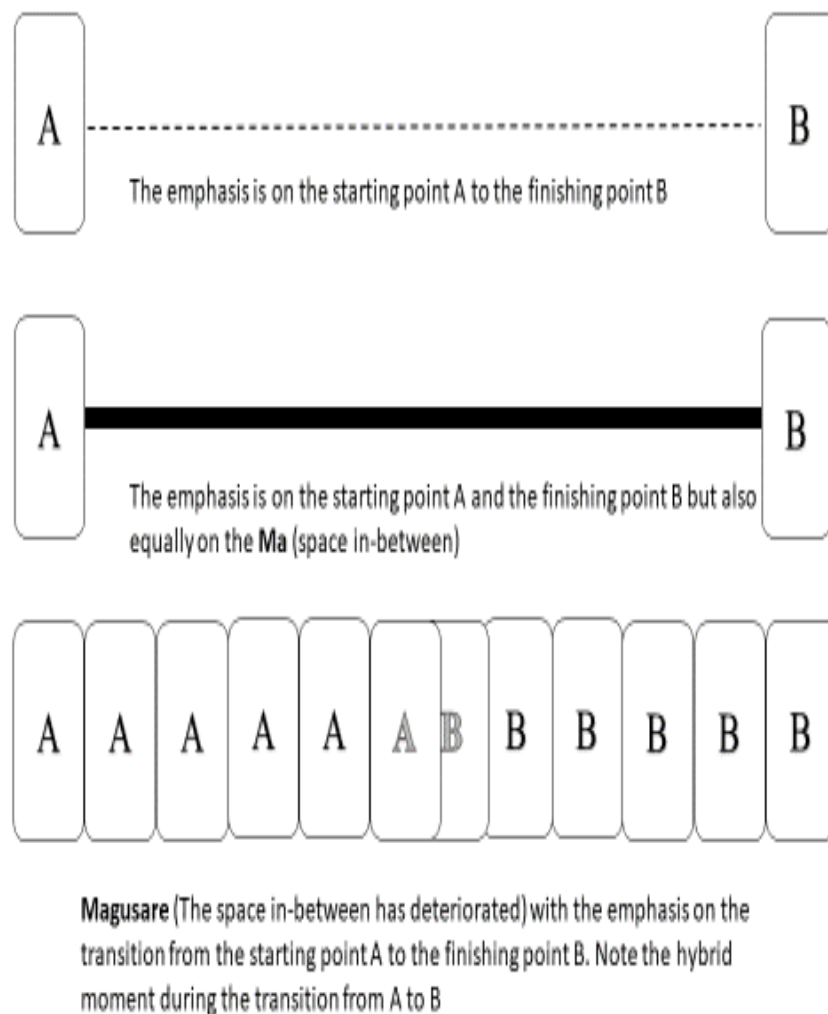 A B
The emphasis is on the starting point A to the finishing point B
A B
The emphasis is on the starting point A and the finishing point B but also
equally on the Ma (space in-between)
A A A A A A B B B B B B
Magusare (The space in-between has deteriorated) with the emphasis on the
transition from the starting point A to the finishing point B. Note the hybrid
moment during the transition from A to B